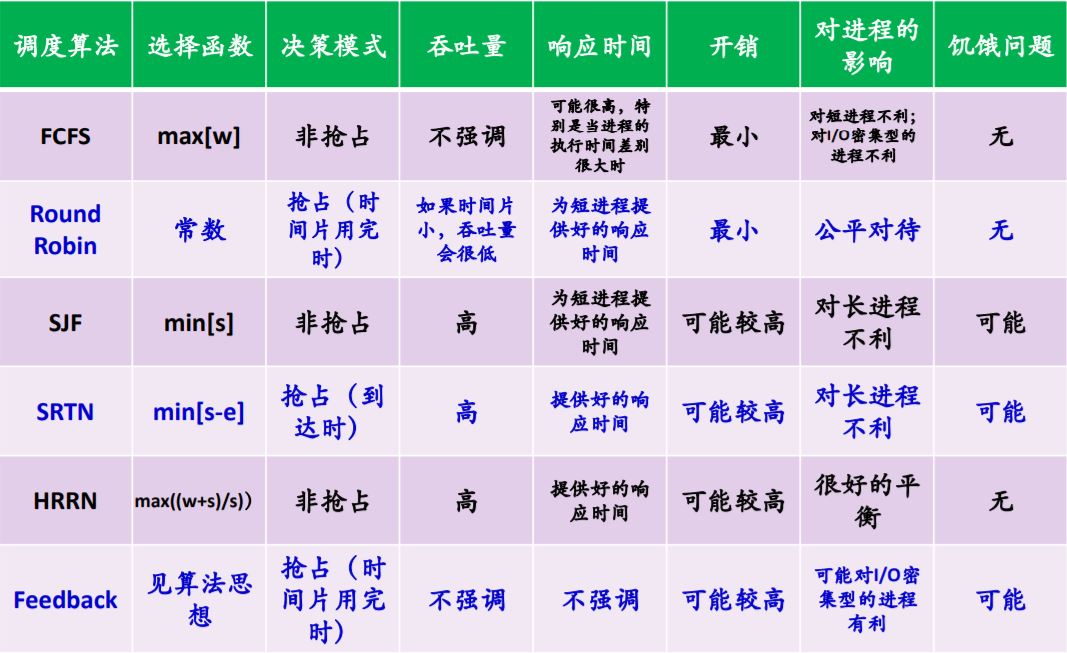 调度算法
选择函数
决策模式
吞吐量
响应时间
开销
对进程的
影响
饥饿问题
FCFS
max[w]
非抢占
不强调
可能很高，特
别是当进程的
执行时间差别
很大时
最小
对短进程不利；
对I/O密集型的
进程不利
无
Round
Robin
常数
抢占（时
间片用完
时）
如果时间片
小，吞吐量
会很低
为短进程提
供好的响应
时间
最小
公平对待
无
SJF
min[s]
非抢占
高
为短进程提
供好的响应
时间
可能较高
对长进程
不利
可能
SRTN
min[s-e]
抢占（到
达时）
高
提供好的响
应时间
可能较高
对长进程
不利
可能
HRRN
max((w+s)/s)）
非抢占
高
提供好的响
应时间
可能较高
很好的平
衡
无
Feedback
见算法思
想
抢占（时
间片用完
时）
不强调
不强调
可能较高
可能对I/O密
集型的进程
有利
可能